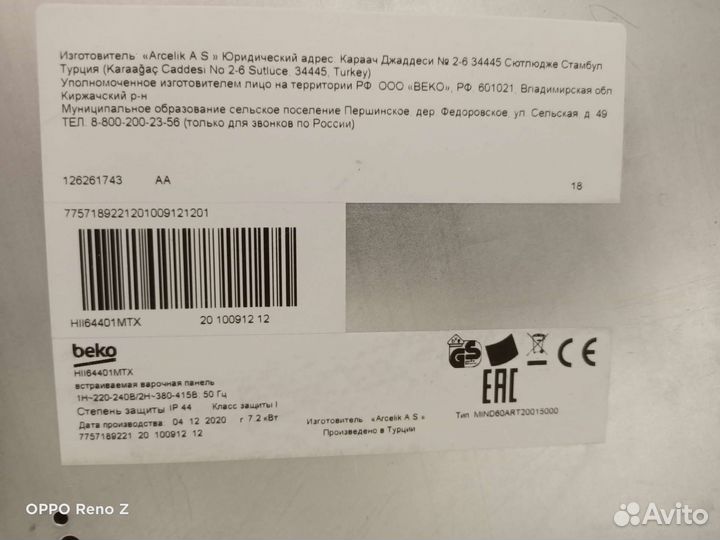 Изготовитель: «Arcelik A S » Юридический адрес: Караач Джаддеси № 2-6 34445 Сютлюдже Стамбул
Турция (Karaağaç Caddesi No 2-6 Sutluce, 34445, Turkey)
Уполномоченное изготовителем лицо на территории РФ ООО «BEKO», РФ, 601021, Владимирская обл
Киржачский р-н
Муниципальное образование сельское поселение Першинское, дер. Федоровское, ул. Сельская, д. 49
ТЕЛ. 8-800-200-23-56 (только для звонков по России)
126261743 AA 18
7757189221201009121201
HII64401MTX 20 100912 12
beko
HII64401MTX
встраиваемая варочная панель
1Н~220-240В/2Н~380-415В; 50 Гц
Степень защиты IP 44 Класс защиты I
Дата производства: 04 12 2020 г 7.2 кВт
7757189221 20 100912 12
Изготовитель: «Arcelik A S »
Произведено в Турции
GS
CE
EAC
Тип: MIND60ART20015000
OPPO Reno Z
Avito